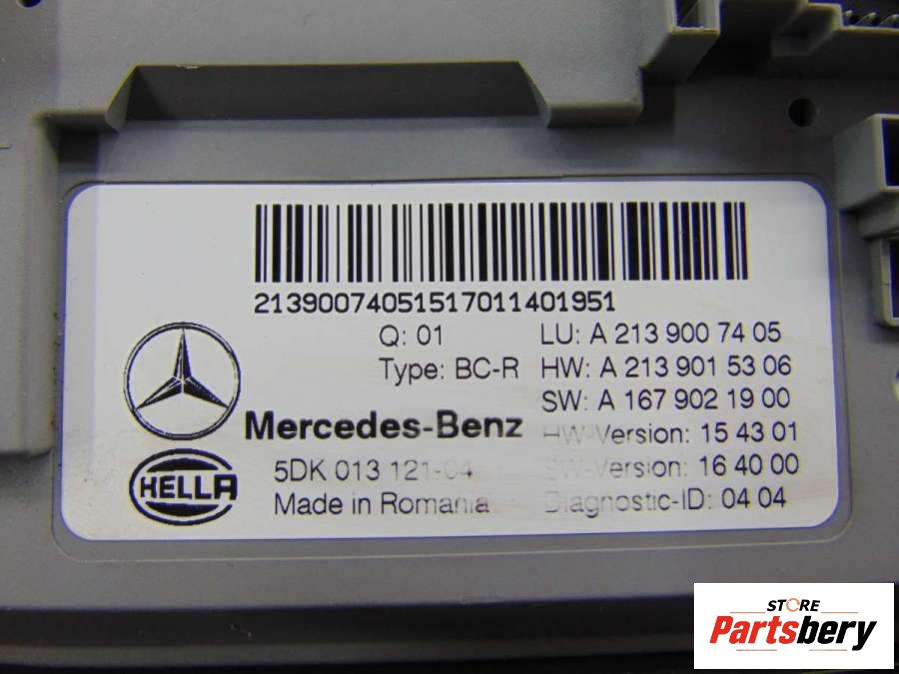 213900740515170114019​51
Q: 01 LU: A 213 900 74 05
Type: BC-R HW: A 213 901 53 06
SW: A 167 902 19 00
Mercedes-Benz HW-Version: 15 43 01
HELLA 5DK 013 121-04 SW-Version: 16 40 00
Made in Romania Diagnostic-ID: 04 04
STORE
Partsbery